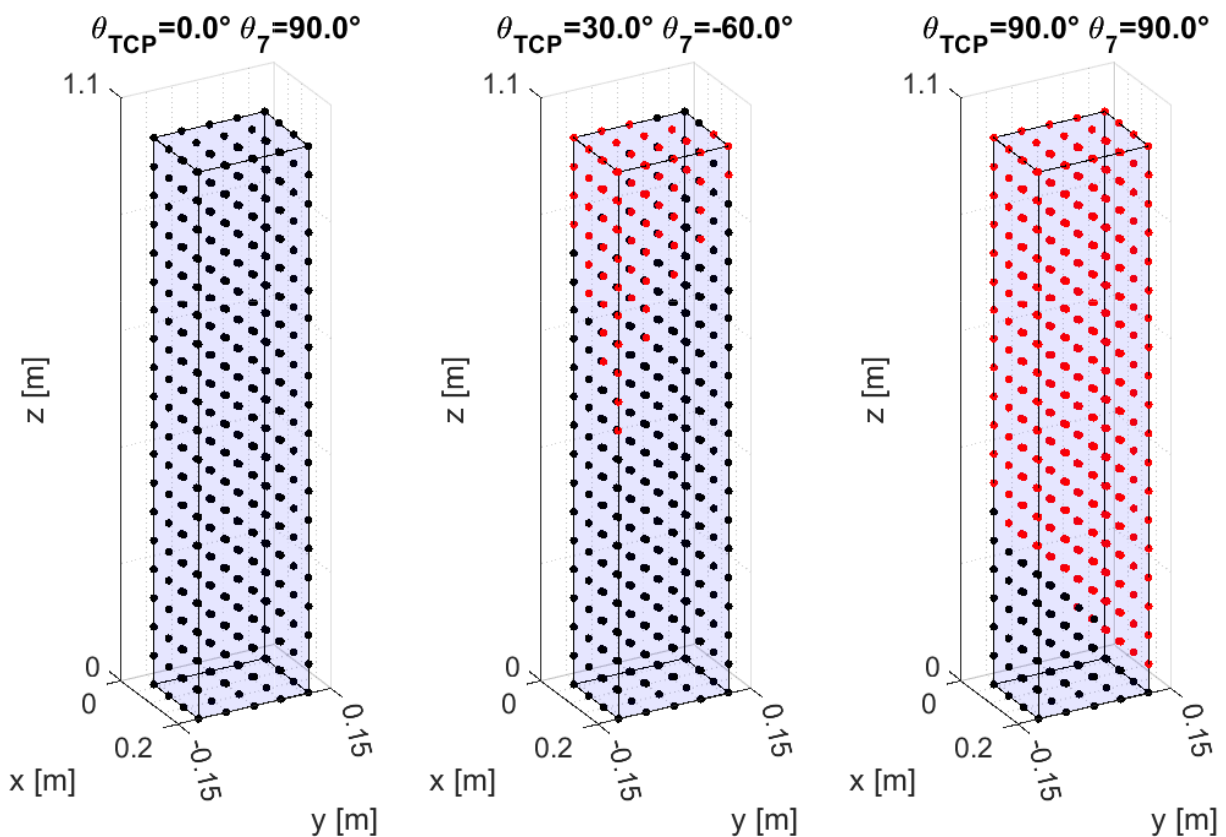 θTCP=0.0° θ7=90.0°
1.1
z [m]
0
0
0.2
x [m]
-0.15
0.15
y [m]
θTCP=30.0° θ7=-60.0°
1.1
z [m]
0
0
0.2
x [m]
-0.15
0.15
y [m]
θTCP=90.0° θ7=90.0°
1.1
z [m]
0
0
0.2
x [m]
-0.15
0.15
y [m]